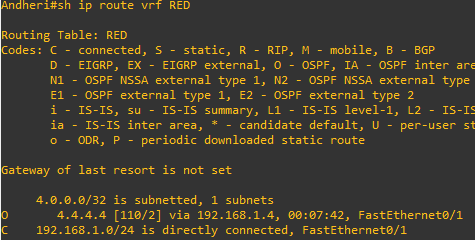 Andheri#sh ip route vrf RED
Routing Table: RED
Codes: C - connected, S - static, R - RIP, M - mobile, B - BGP
D - EIGRP, EX - EIGRP external, O - OSPF, IA - OSPF inter area
N1 - OSPF NSSA external type 1, N2 - OSPF NSSA external type
E1 - OSPF external type 1, E2 - OSPF external type 2
i - IS-IS, su - IS-IS summary, L1 - IS-IS level-1, L2 - IS-IS
ia - IS-IS inter area, * - candidate default, U - per-user st
o - ODR, P - periodic downloaded static route
Gateway of last resort is not set
4.0.0.0/32 is subnetted, 1 subnets
O 4.4.4.4 [110/2] via 192.168.1.4, 00:07:42, FastEthernet0/1
C 192.168.1.0/24 is directly connected, FastEthernet0/1